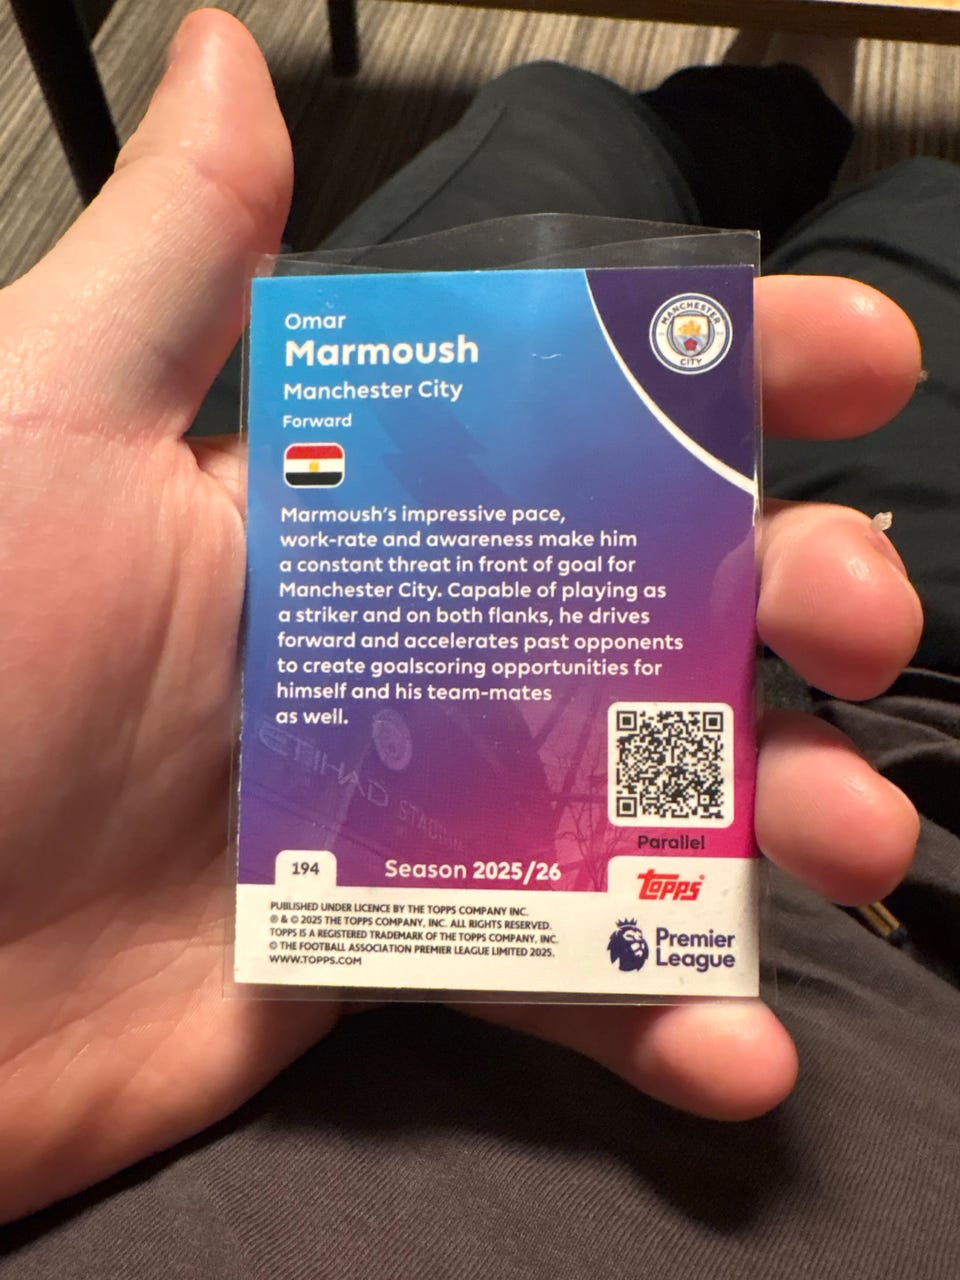 Omar
Marmoush
Manchester City
Forward
MANCHESTER
CITY
Marmoush's impressive pace,
work-rate and awareness make him
a constant threat in front of goal for
Manchester City. Capable of playing as
a striker and on both flanks, he drives
forward and accelerates past opponents
to create goalscoring opportunities for
himself and his team-mates
as well.
ETIHAD STADIUM
Parallel
194
Season 2025/26
topps
PUBLISHED UNDER LICENCE BY THE TOPPS COMPANY INC.
® & © 2025 THE TOPPS COMPANY, INC. ALL RIGHTS RESERVED.
TOPPS IS A REGISTERED TRADEMARK OF THE TOPPS COMPANY, INC.
© THE FOOTBALL ASSOCIATION PREMIER LEAGUE LIMITED 2025.
WWW.TOPPS.COM
Premier
League